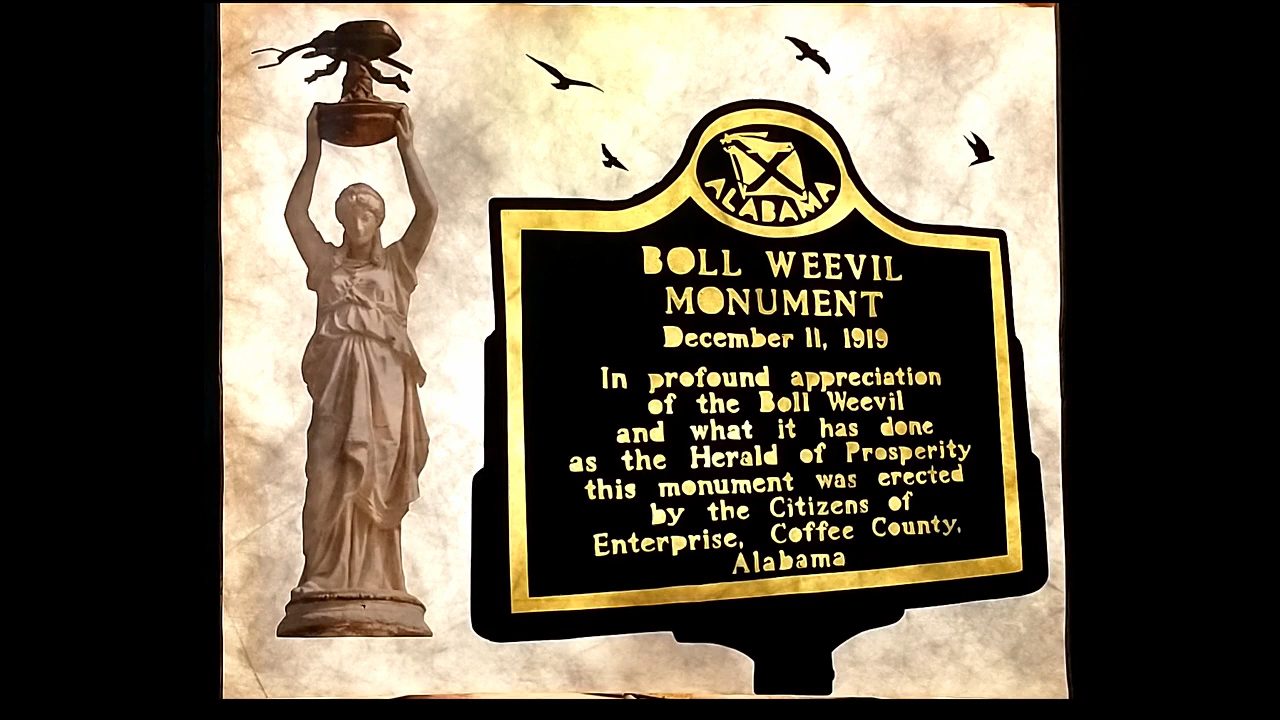 ALABAMA
BOLL WEEVIL
MONUMENT
December 11, 1919
In profound appreciation
of the Boll Weevil
and what it has done
as the Herald of Prosperity
this monument was erected
by the Citizens of
Enterprise, Coffee County,
Alabama